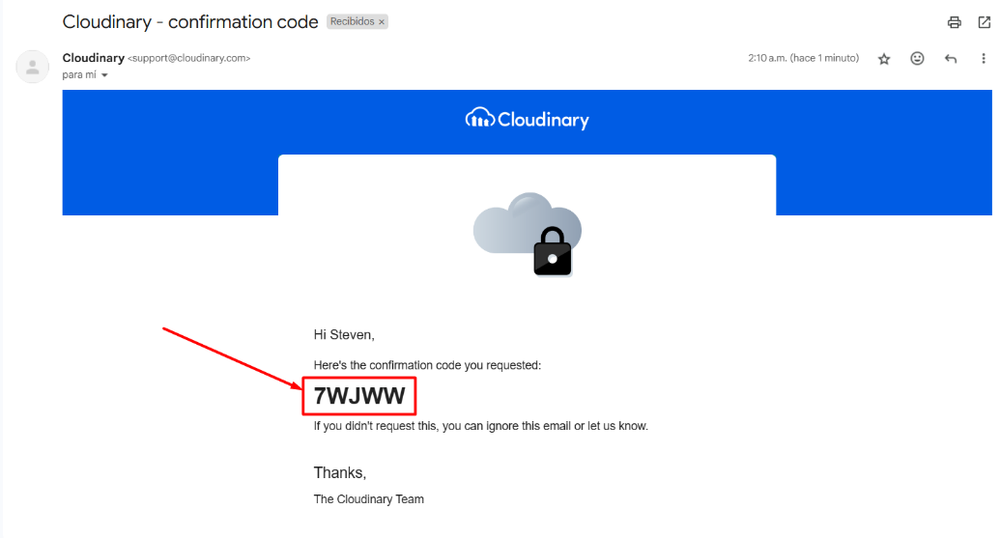 Cloudinary - confirmation code Recibidos ×
Cloudinary <support@cloudinary.com> 2:10 a.m. (hace 1 minuto)
para mí
Cloudinary
Hi Steven,
Here's the confirmation code you requested:
7WJWW
If you didn't request this, you can ignore this email or let us know.
Thanks,
The Cloudinary Team